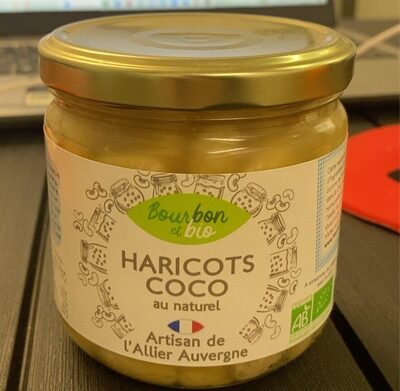 Bourbon
et bio
HARICOTS
COCO
au naturel
Artisan de
l'Allier Auvergne
AB